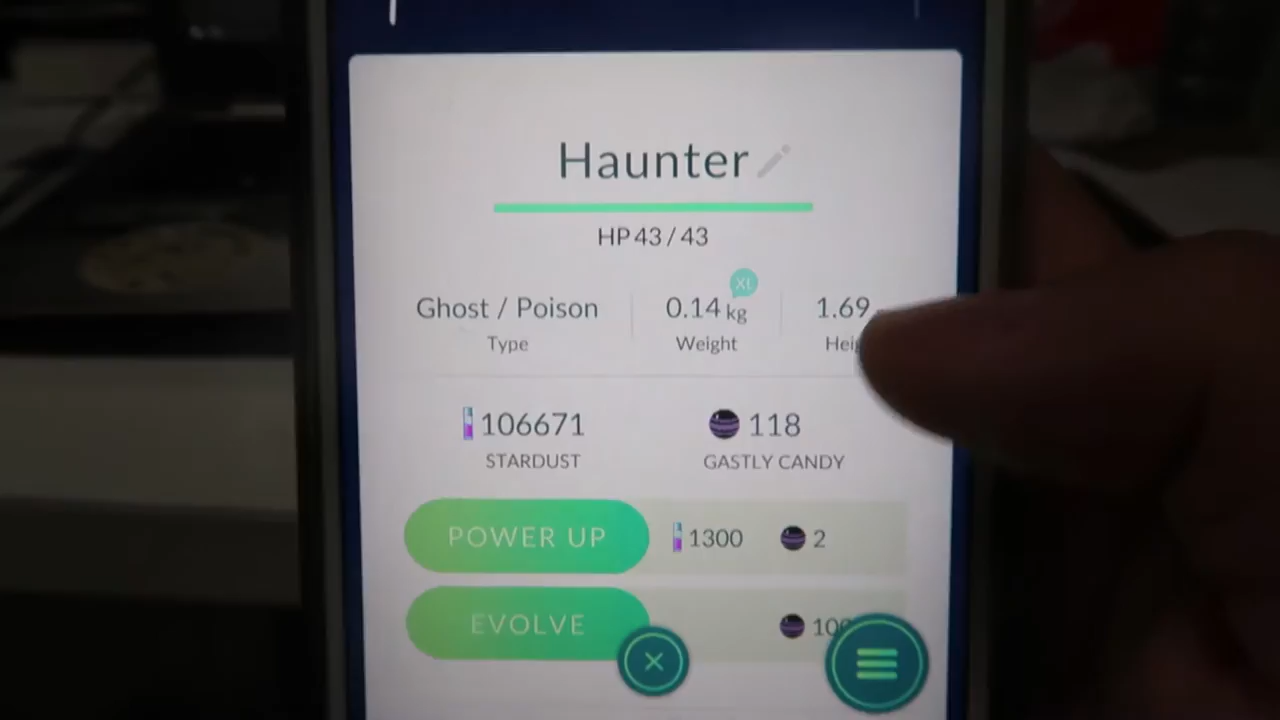 Haunter
HP 43 / 43
XL
Ghost / Poison 0.14 kg 1.69
Type Weight
106671 118
STARDUST GASTLY CANDY
POWER UP 1300 2
EVOLVE